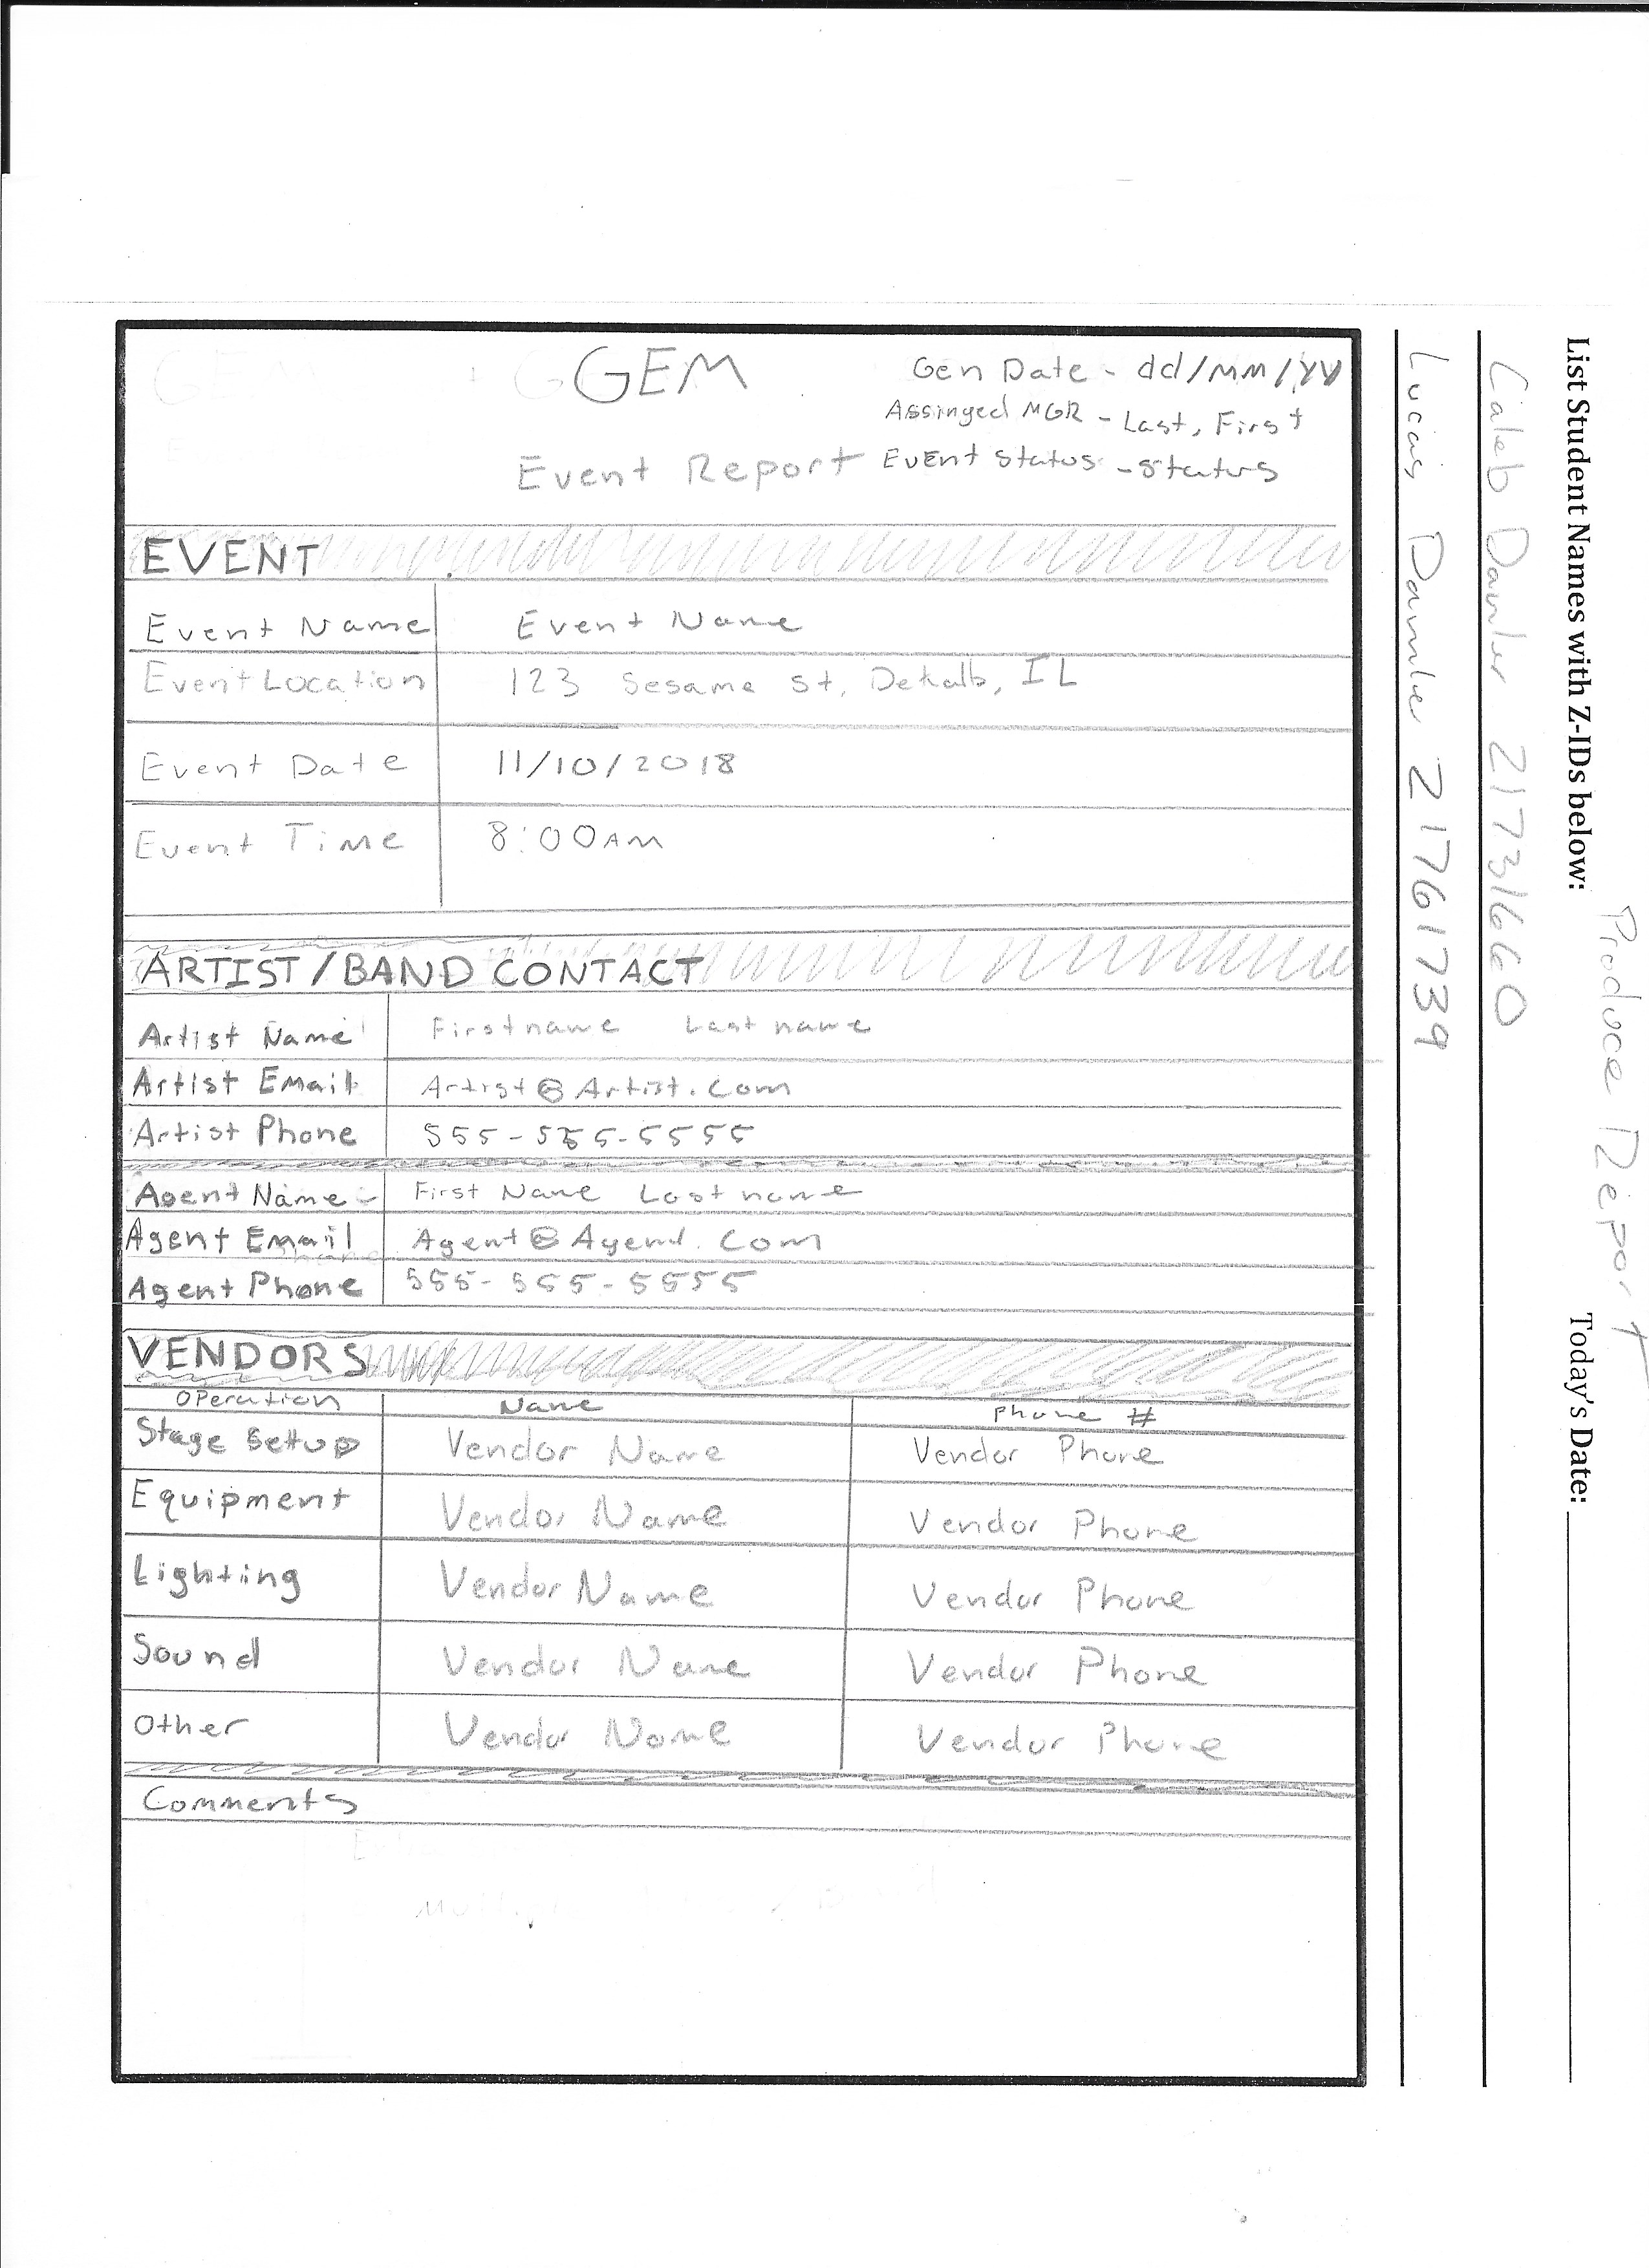 GEM
Gen Date - dd/MM/YY
Assinged MGR - Last, First
Event Report
EvEnt Status - Status
EVENT
Event Name Event Name
Event Location 123 Sesame St, Dekalb, IL
Event Date 11/10/2018
Event Time 8:00AM
ARTIST/BAND CONTACT
Artist Name Firstname Lastname
Artist Email Artist@Artist.com
Artist Phone 555-555-5555
Agent Name - First Name Last name
Agent Email Agent@Agent.com
Agent Phone 555-555-5555
VENDORS
Operation Name Phone #
Stage Settup Vendor Name Vendor Phone
Equipment Vendor Name Vendor Phone
Lighting Vendor Name Vendor Phone
Sound Vendor Name Vendor Phone
Other Vendor Name Vendor Phone
Comments
Produce Report
List Student Names with Z-IDs below: Today's Date:
Caleb Z1731660
Lucas Z1761739